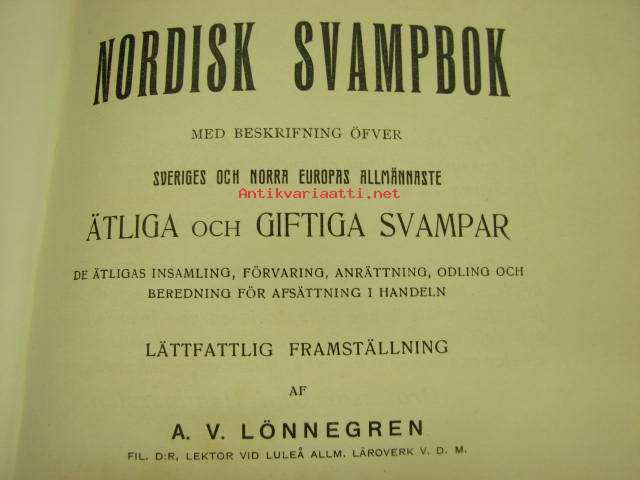 NORDISK SVAMPBOK
MED BESKRIFNING ÖFVER
SVERIGES OCH NORRA EUROPAS ALLMÄNNASTE
Antikvariaatti.net
ÄTLIGA OCH GIFTIGA SVAMPAR
DE ÄTLIGAS INSAMLING, FÖRVARING, ANRÄTTNING, ODLING OCH
BEREDNING FÖR AFSÄTTNING I HANDELN
LÄTTFATTLIG FRAMSTÄLLNING
AF
A. V. LÖNNEGREN
FIL. D:R, LEKTOR VID LULEÅ ALLM. LÄROVERK V. D. M.